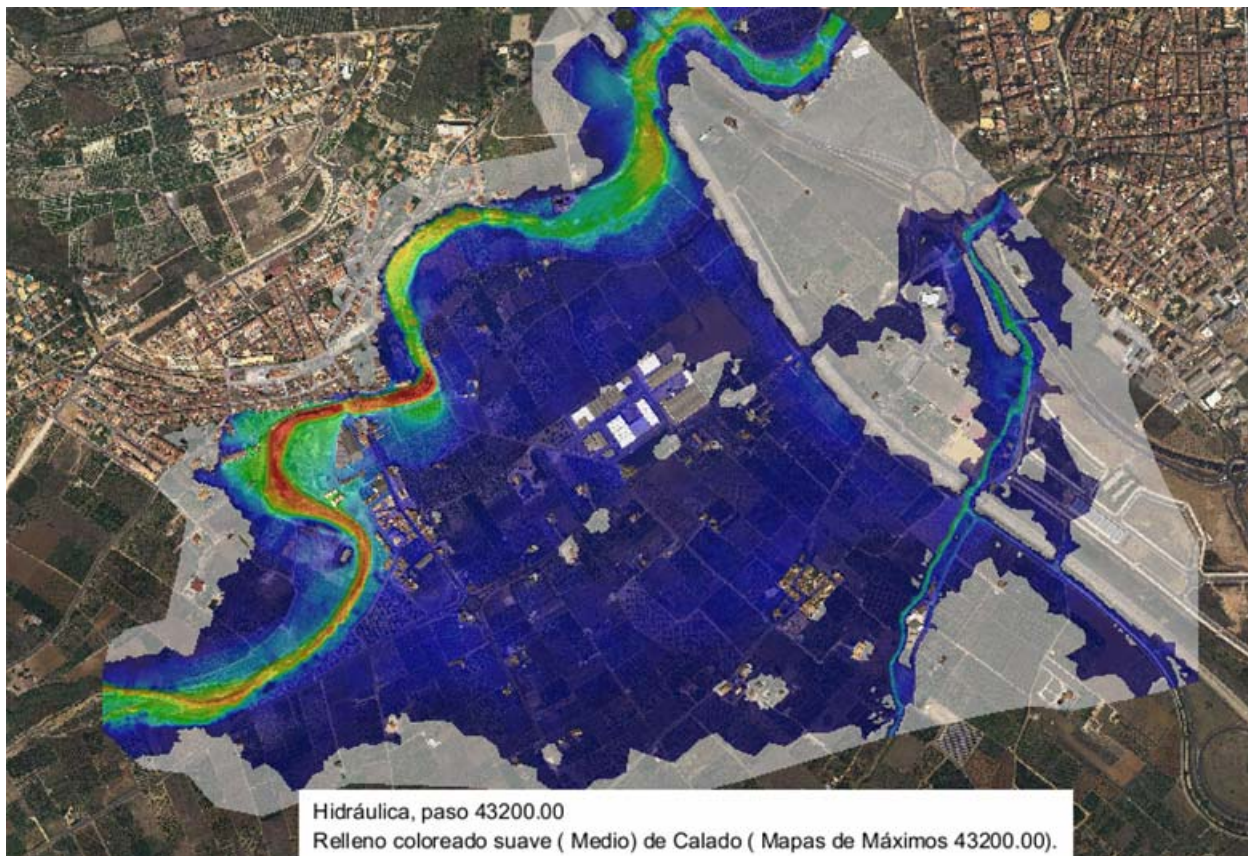 Hidráulica, paso 43200.00
Relleno coloreado suave ( Medio) de Calado ( Mapas de Máximos 43200.00).